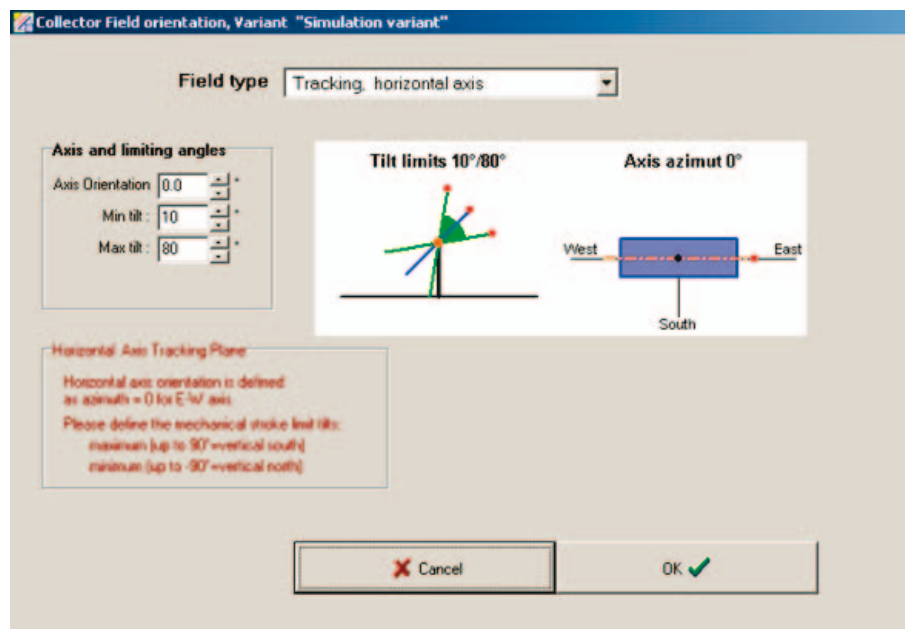 Collector Field orientation, Variant "Simulation variant"
Field type Tracking, horizontal axis
Axis and limiting angles
Axis Orientation 0.0 °
Min tilt : 10 °
Max tilt : 80 °
Tilt limits 10°/80°
Axis azimut 0°
West
East
South
Horizontal Axis Tracking Plane
Horizontal axis orientation is defined
as azimuth = 0 for E-W axis
Please define the mechanical stroke limit tilts:
maximum (up to 90°=vertical south)
minimum (up to -90°=vertical north)
Cancel
OK